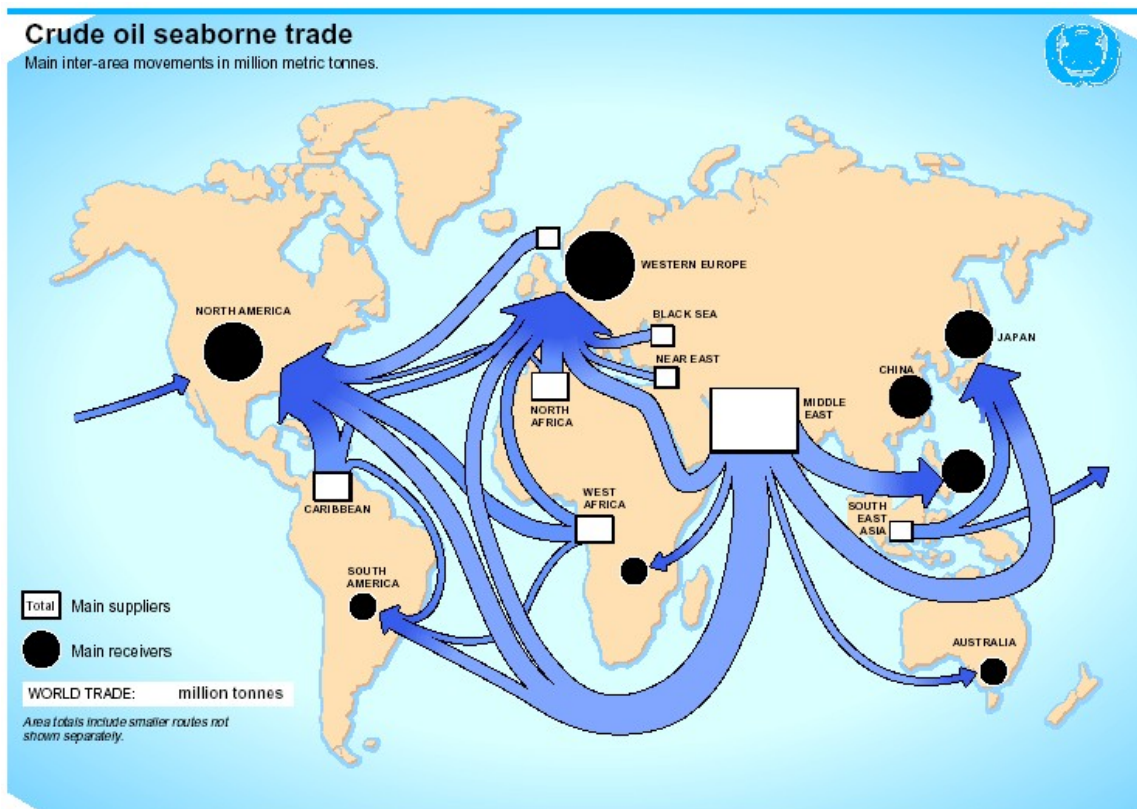 Crude oil seaborne trade
Main inter-area movements in million metric tonnes.
WESTERN EUROPE
NORTH AMERICA
BLACK SEA
JAPAN
NEAR EAST
CHINA
NORTH
AFRICA
MIDDLE
EAST
WEST
AFRICA
CARIBBEAN
SOUTH
EAST
ASIA
SOUTH
AMERICA
AUSTRALIA
Total Main suppliers
Main receivers
WORLD TRADE: million tonnes
Area totals include smaller routes not
shown separately.